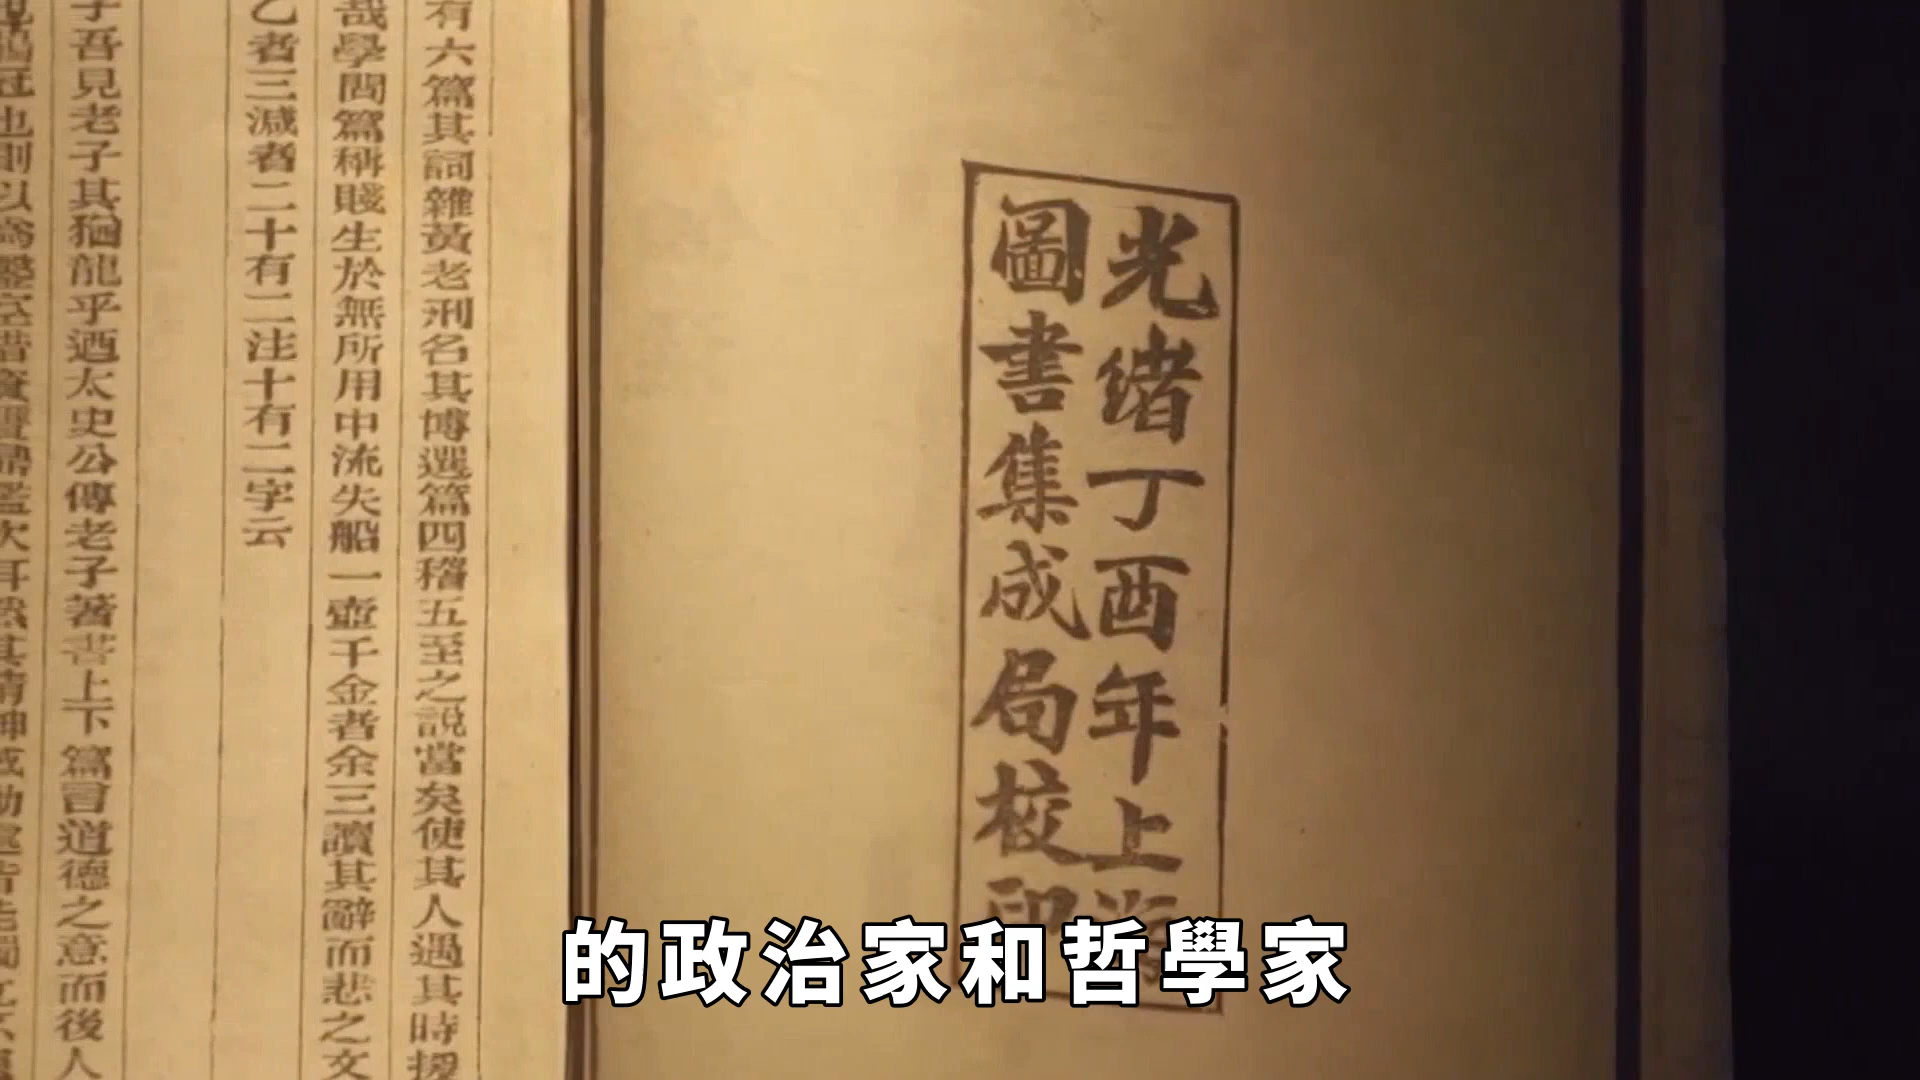 光緒丁酉年上海
圖書集成局校印
有六篇其詞雜黃老刑名其博選篇四稽五至之說當矣使其人遇其時援
哉學問篇稱賤生於無所用中流失船一壺千金者余三讀其辭而悲之文
乙者三滅者二十有二注十有二字云
子吾見老子其猶龍乎迺太史公傳老子著書上下篇言道德之意而後人
的政治家和哲學家